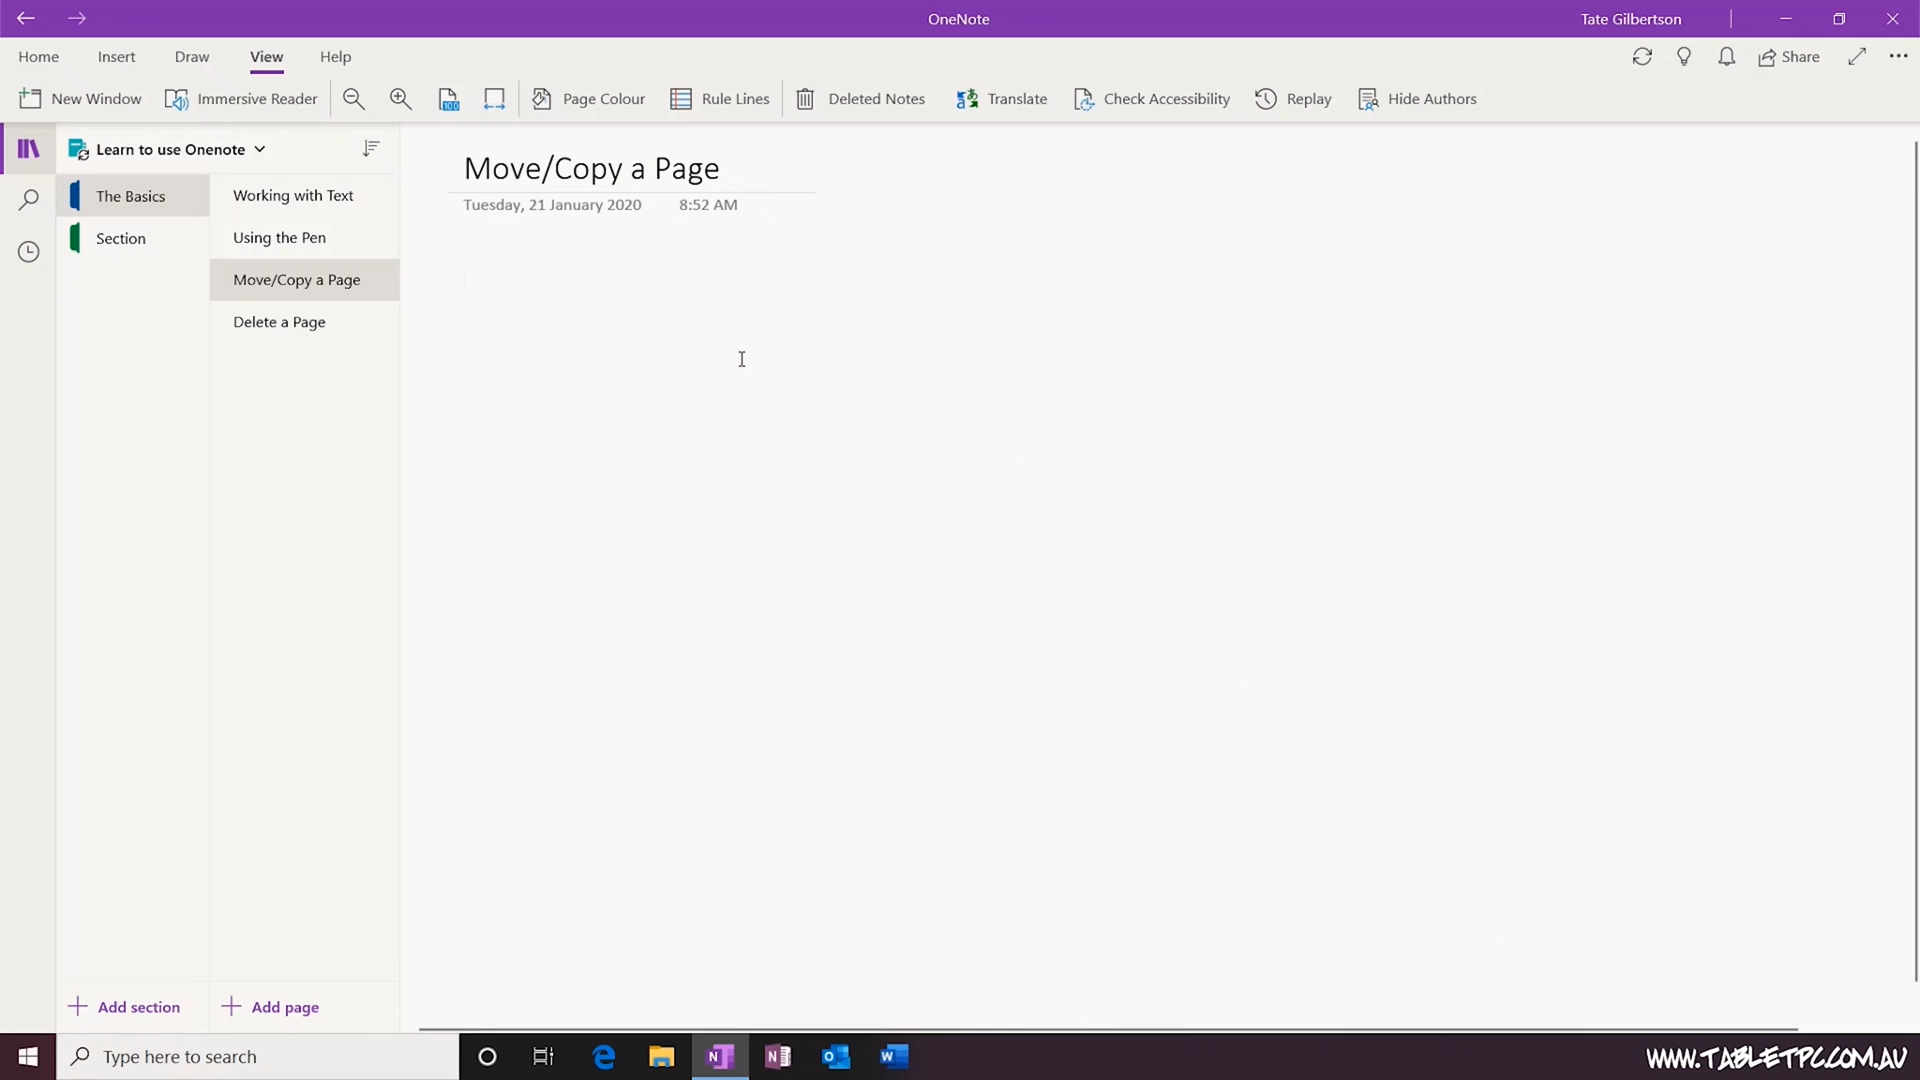 OneNote
Tate Gilbertson
Home Insert Draw View Help
Share
New Window Immersive Reader 100 Page Colour Rule Lines Deleted Notes Translate Check Accessibility Replay Hide Authors
Learn to use Onenote
The Basics
Section
Working with Text
Using the Pen
Move/Copy a Page
Delete a Page
Move/Copy a Page
Tuesday, 21 January 2020 8:52 AM
Add section
Add page
Type here to search
WWW.TABLETPC.COM.AU